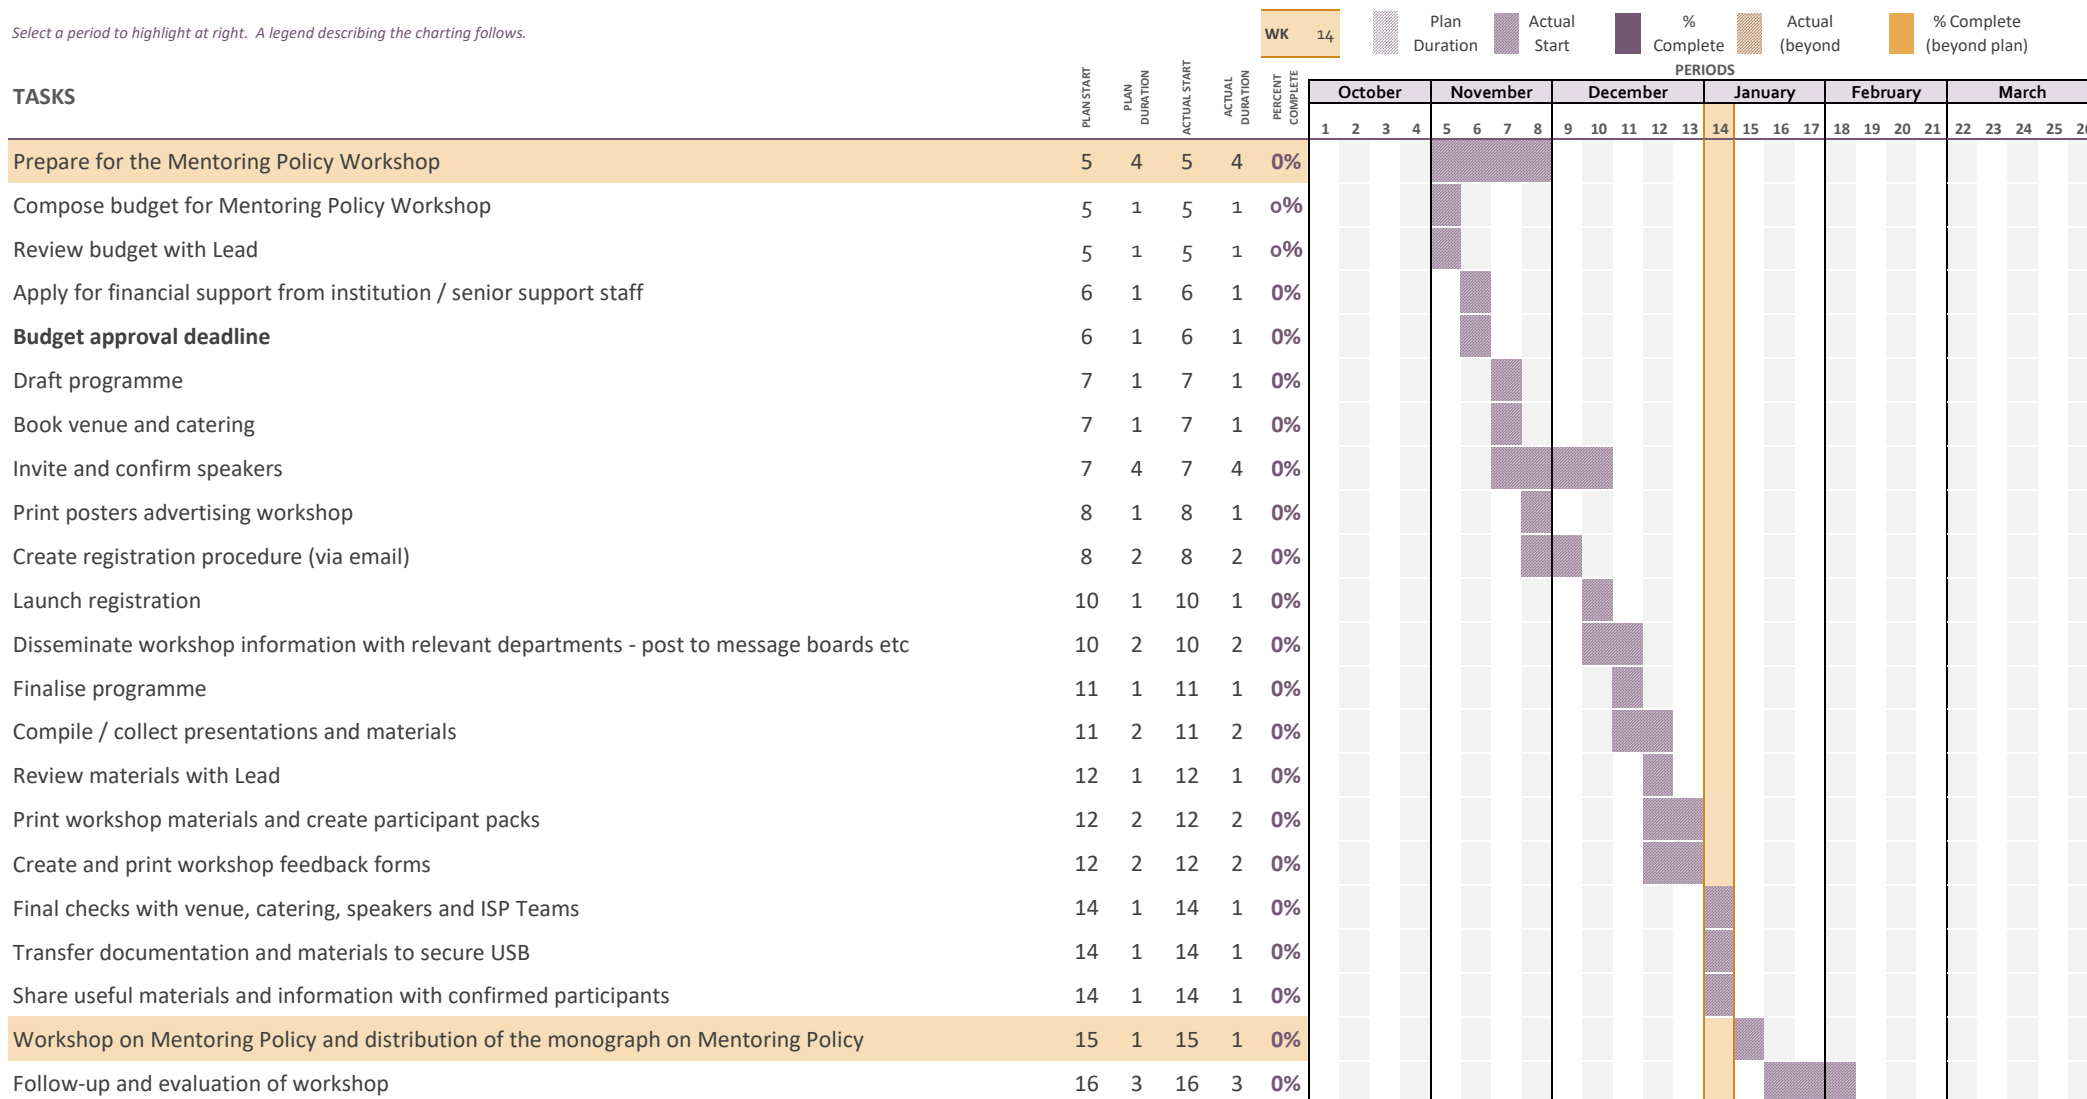 Select a period to highlight at right. A legend describing the charting follows.
WK 14
Plan Duration
Actual Start
% Complete
Actual (beyond
% Complete (beyond plan)
PERIODS
TASKS PLAN START PLAN DURATION ACTUAL START ACTUAL DURATION PERCENT COMPLETE
October November December January February March
1 2 3 4 5 6 7 8 9 10 11 12 13 14 15 16 17 18 19 20 21 22 23 24 25 26
Prepare for the Mentoring Policy Workshop 5 4 5 4 0%
Compose budget for Mentoring Policy Workshop 5 1 5 1 0%
Review budget with Lead 5 1 5 1 0%
Apply for financial support from institution / senior support staff 6 1 6 1 0%
Budget approval deadline 6 1 6 1 0%
Draft programme 7 1 7 1 0%
Book venue and catering 7 1 7 1 0%
Invite and confirm speakers 7 4 7 4 0%
Print posters advertising workshop 8 1 8 1 0%
Create registration procedure (via email) 8 2 8 2 0%
Launch registration 10 1 10 1 0%
Disseminate workshop information with relevant departments - post to message boards etc 10 2 10 2 0%
Finalise programme 11 1 11 1 0%
Compile / collect presentations and materials 11 2 11 2 0%
Review materials with Lead 12 1 12 1 0%
Print workshop materials and create participant packs 12 2 12 2 0%
Create and print workshop feedback forms 12 2 12 2 0%
Final checks with venue, catering, speakers and ISP Teams 14 1 14 1 0%
Transfer documentation and materials to secure USB 14 1 14 1 0%
Share useful materials and information with confirmed participants 14 1 14 1 0%
Workshop on Mentoring Policy and distribution of the monograph on Mentoring Policy 15 1 15 1 0%
Follow-up and evaluation of workshop 16 3 16 3 0%